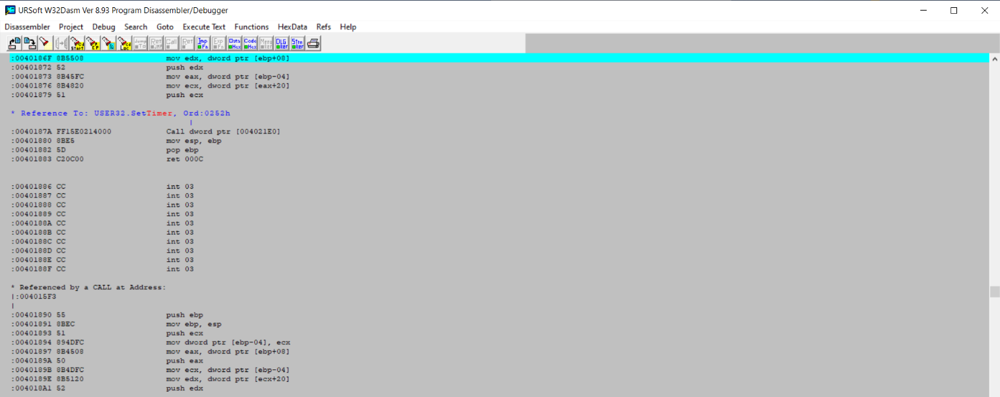 URSoft W32Dasm Ver 8.93 Program Disassembler/Debugger
Disassembler Project Debug Search Goto Execute Text Functions HexData Refs Help
:0040186F 8B5508 mov edx, dword ptr [ebp+08]
:00401872 52 push edx
:00401873 8B45FC mov eax, dword ptr [ebp-04]
:00401876 8B4820 mov ecx, dword ptr [eax+20]
:00401879 51 push ecx
* Reference To: USER32.SetTimer, Ord:0252h
|
:0040187A FF15E0214000 Call dword ptr [004021E0]
:00401880 8BE5 mov esp, ebp
:00401882 5D pop ebp
:00401883 C20C00 ret 000C
:00401886 CC int 03
:00401887 CC int 03
:00401888 CC int 03
:00401889 CC int 03
:0040188A CC int 03
:0040188B CC int 03
:0040188C CC int 03
:0040188D CC int 03
:0040188E CC int 03
:0040188F CC int 03
* Referenced by a CALL at Address:
|:004015F3
|
:00401890 55 push ebp
:00401891 8BEC mov ebp, esp
:00401893 51 push ecx
:00401894 894DFC mov dword ptr [ebp-04], ecx
:00401897 8B4508 mov eax, dword ptr [ebp+08]
:0040189A 50 push eax
:0040189B 8B4DFC mov ecx, dword ptr [ebp-04]
:0040189E 8B5120 mov edx, dword ptr [ecx+20]
:004018A1 52 push edx